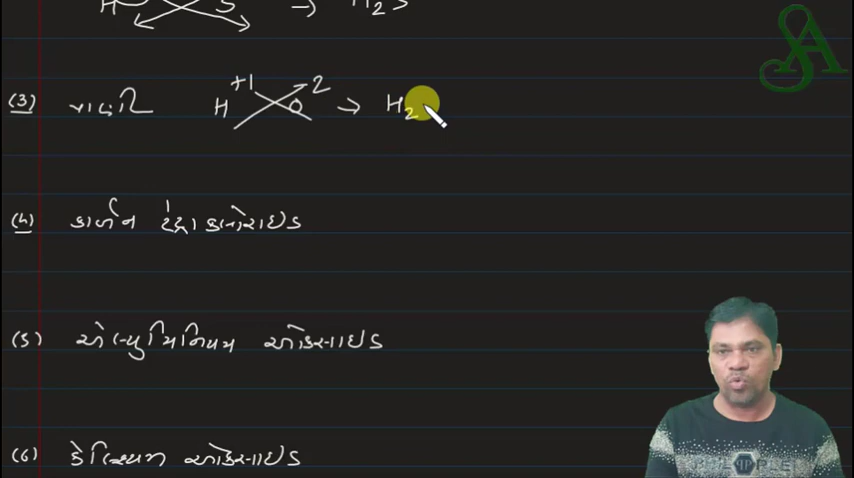 H S → H₂S
(3) પાણી H +1 O 2 → H₂
(4) કાર્બન ટેટ્રા ક્લોરાઇડ
(5) એલ્યુમિનિયમ ઓક્સાઇડ
(6) કેલ્શિયમ ઓક્સાઇડ